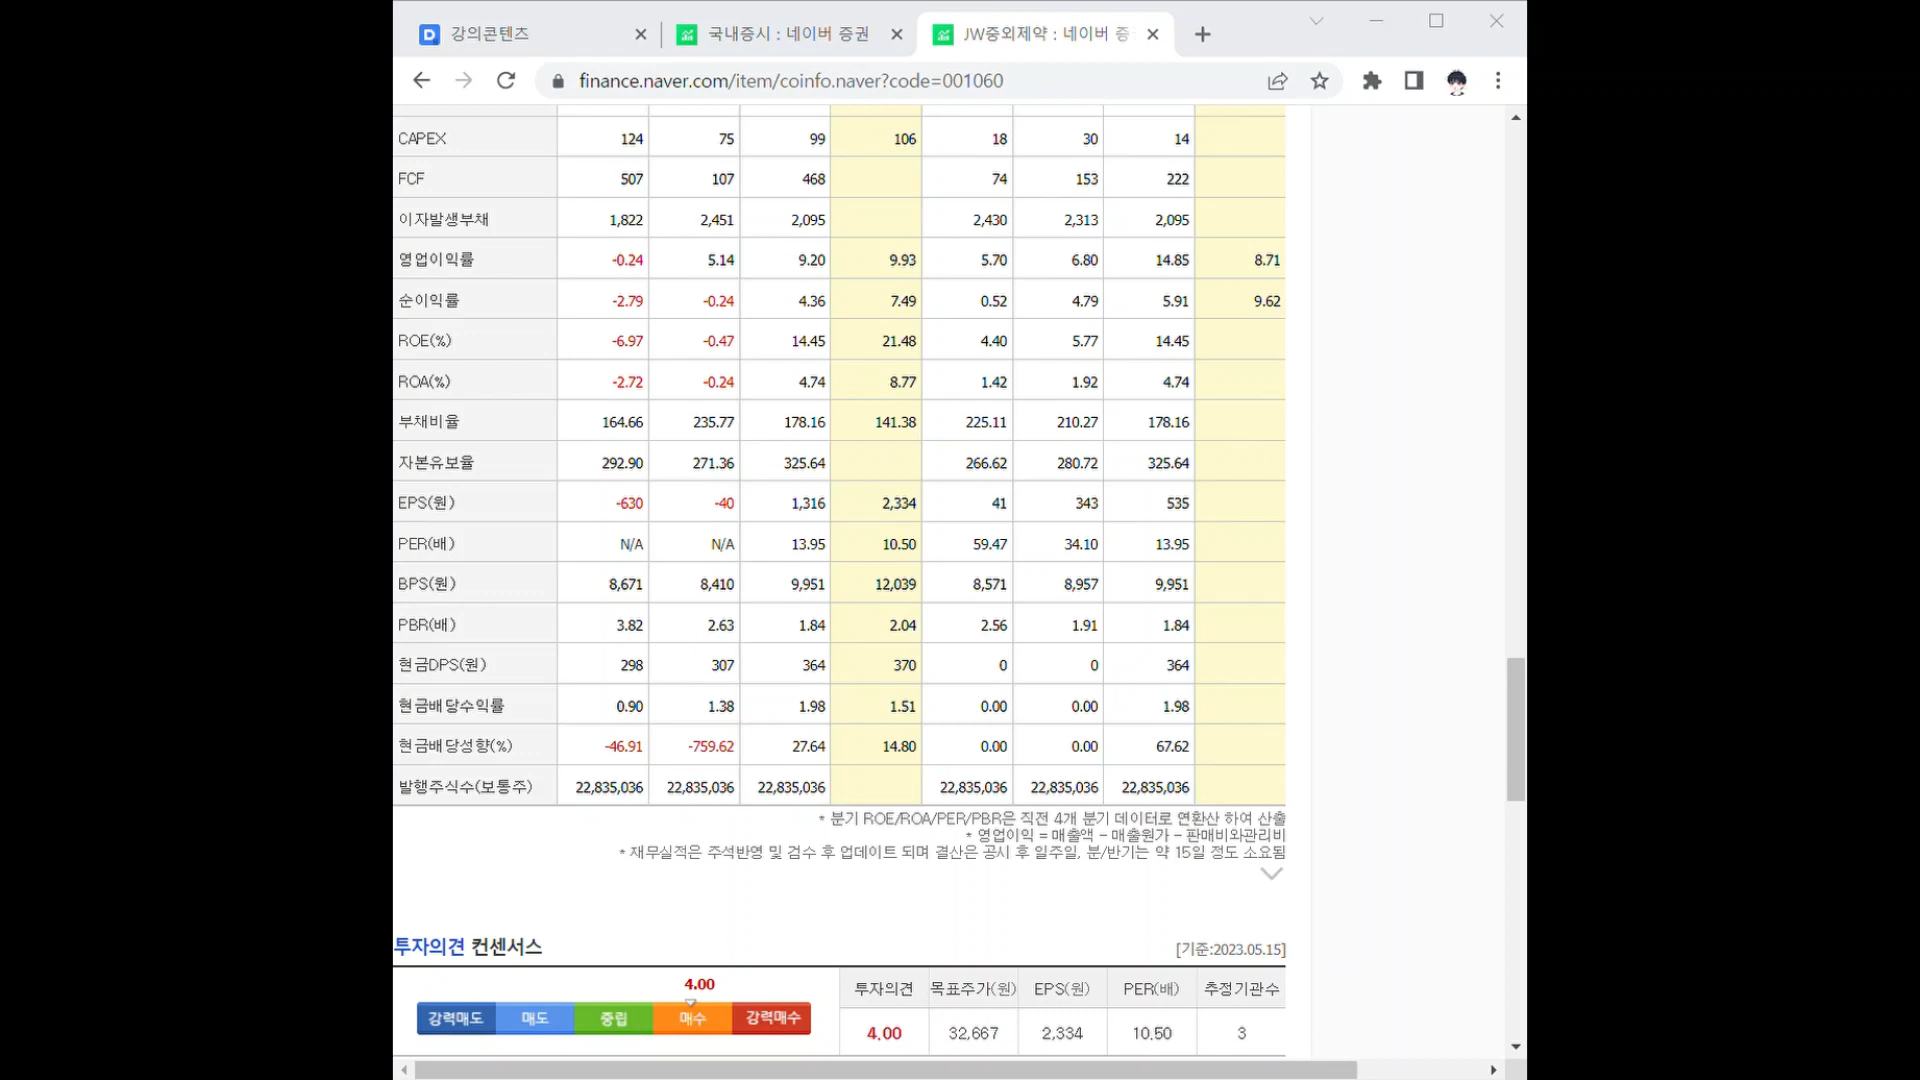 강의콘텐츠
국내증시 : 네이버 증권
JW중외제약 : 네이버 증
finance.naver.com/item/coinfo.naver?code=001060
CAPEX 124 75 99 106 18 30 14
FCF 507 107 468 74 153 222
이자발생부채 1,822 2,451 2,095 2,430 2,313 2,095
영업이익률 -0.24 5.14 9.20 9.93 5.70 6.80 14.85 8.71
순이익률 -2.79 -0.24 4.36 7.49 0.52 4.79 5.91 9.62
ROE(%) -6.97 -0.47 14.45 21.48 4.40 5.77 14.45
ROA(%) -2.72 -0.24 4.74 8.77 1.42 1.92 4.74
부채비율 164.66 235.77 178.16 141.38 225.11 210.27 178.16
자본유보율 292.90 271.36 325.64 266.62 280.72 325.64
EPS(원) -630 -40 1,316 2,334 41 343 535
PER(배) N/A N/A 13.95 10.50 59.47 34.10 13.95
BPS(원) 8,671 8,410 9,951 12,039 8,571 8,957 9,951
PBR(배) 3.82 2.63 1.84 2.04 2.56 1.91 1.84
현금DPS(원) 298 307 364 370 0 0 364
현금배당수익률 0.90 1.38 1.98 1.51 0.00 0.00 1.98
현금배당성향(%) -46.91 -759.62 27.64 14.80 0.00 0.00 67.62
발행주식수(보통주) 22,835,036 22,835,036 22,835,036 22,835,036 22,835,036 22,835,036
* 분기 ROE/ROA/PER/PBR은 직전 4개 분기 데이터로 연환산 하여 산출
* 영업이익 = 매출액 - 매출원가 - 판매비와관리비
* 재무실적은 주석반영 및 검수 후 업데이트 되며 결산은 공시 후 일주일, 분/반기는 약 15일 정도 소요됨
투자의견 컨센서스 [기준:2023.05.15]
4.00
강력매도 매도 중립 매수 강력매수
투자의견 목표주가(원) EPS(원) PER(배) 추정기관수
4.00 32,667 2,334 10.50 3